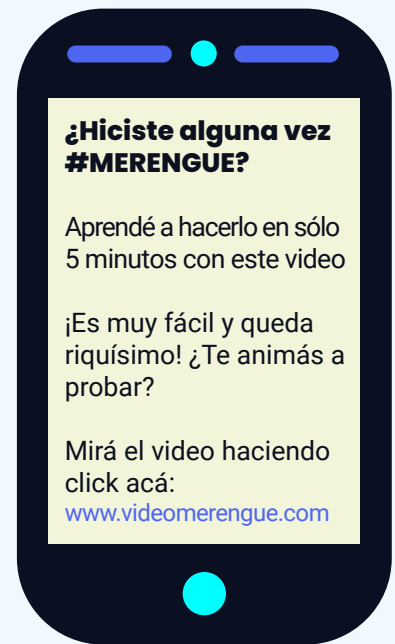 ¿Hiciste alguna vez
#MERENGUE?
Aprendé a hacerlo en sólo
5 minutos con este video
¡Es muy fácil y queda
riquísimo! ¿Te animás a
probar?
Mirá el video haciendo
click acá:
www.videomerengue.com